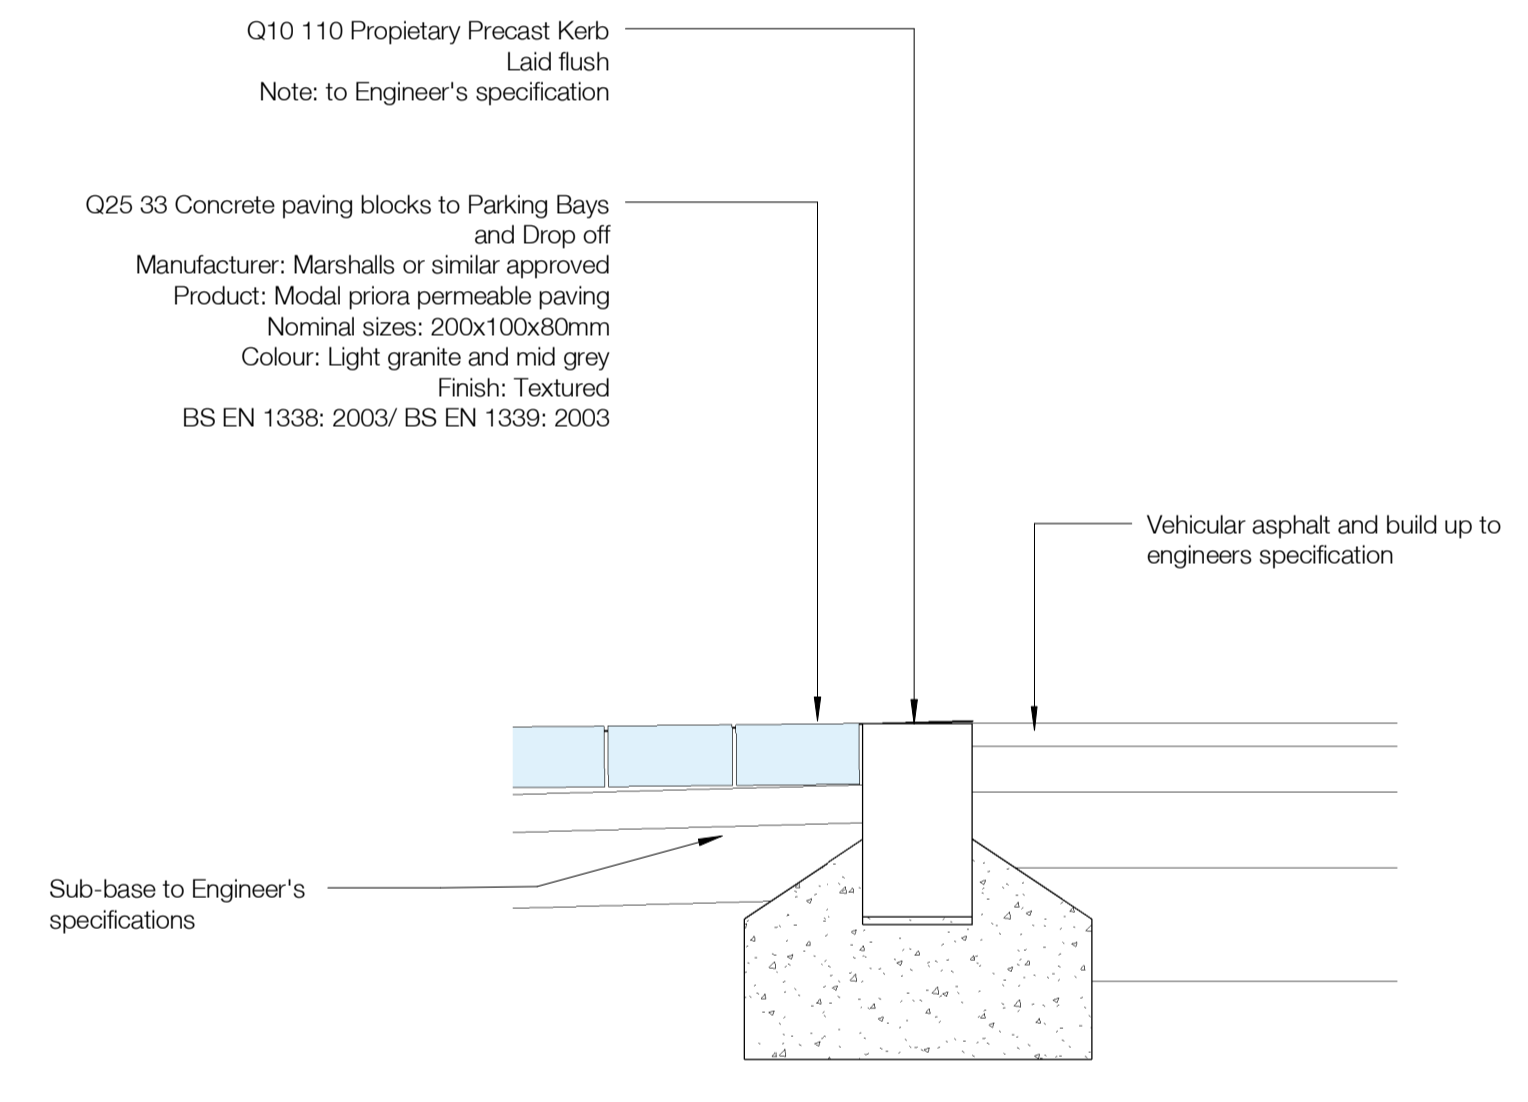 Q10 110 Propietary Precast Kerb
Laid flush
Note: to Engineer's specification
Q25 33 Concrete paving blocks to Parking Bays
and Drop off
Manufacturer: Marshalls or similar approved
Product: Modal priora permeable paving
Nominal sizes: 200x100x80mm
Colour: Light granite and mid grey
Finish: Textured
BS EN 1338: 2003/ BS EN 1339: 2003
Vehicular asphalt and build up to
engineers specification
Sub-base to Engineer's
specifications